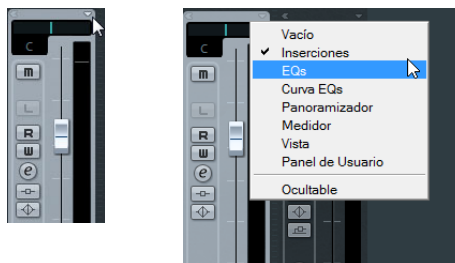 C
m
L
R
W
e
C
m
L
R
W
e
Vacío
Inserciones
EQs
Curva EQs
Panoramizador
Medidor
Vista
Panel de Usuario
Ocultable